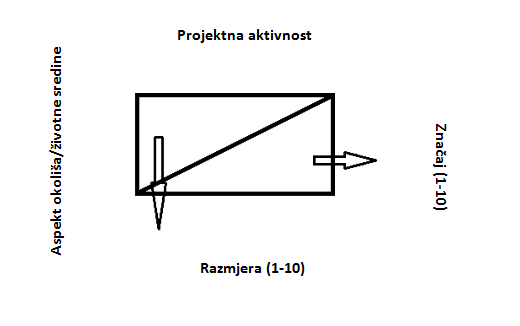 Projektna aktivnost
Aspekt okoliša/životne sredine
Značaj (1-10)
Razmjera (1-10)